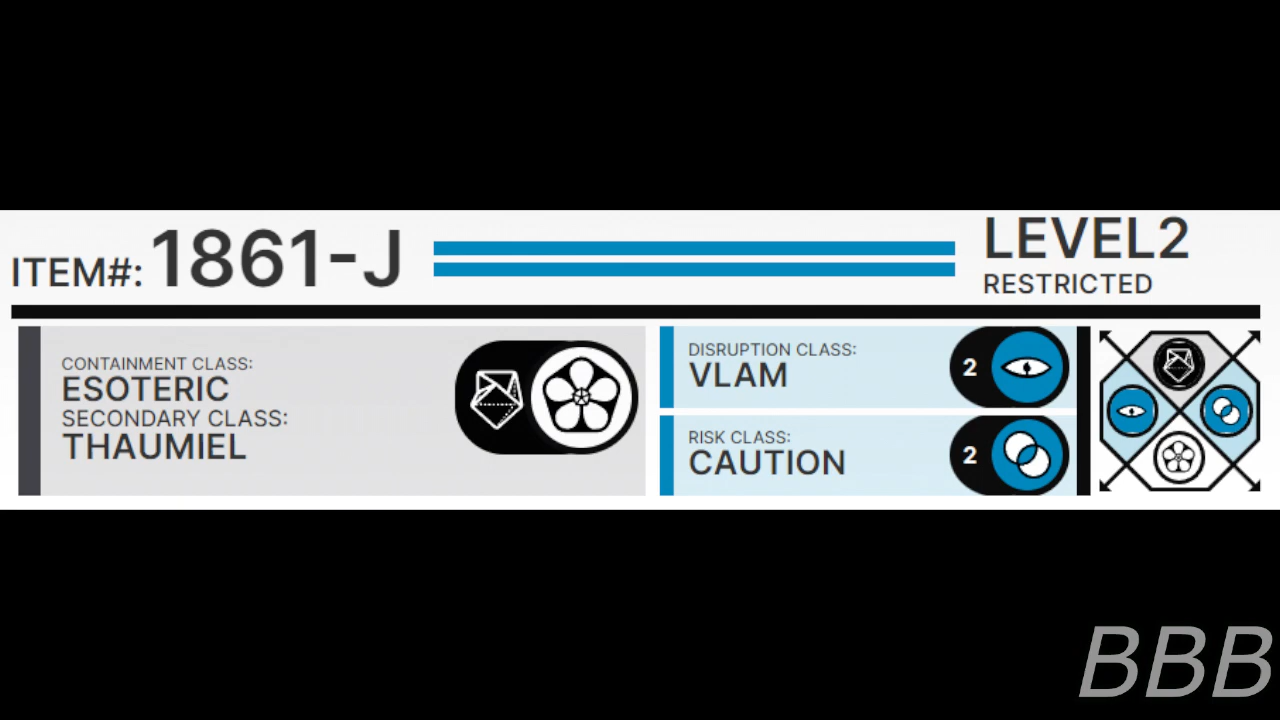 ITEM#: 1861-J
LEVEL2
RESTRICTED
CONTAINMENT CLASS:
ESOTERIC
SECONDARY CLASS:
THAUMIEL
DISRUPTION CLASS:
VLAM
2
RISK CLASS:
CAUTION
2
BBB